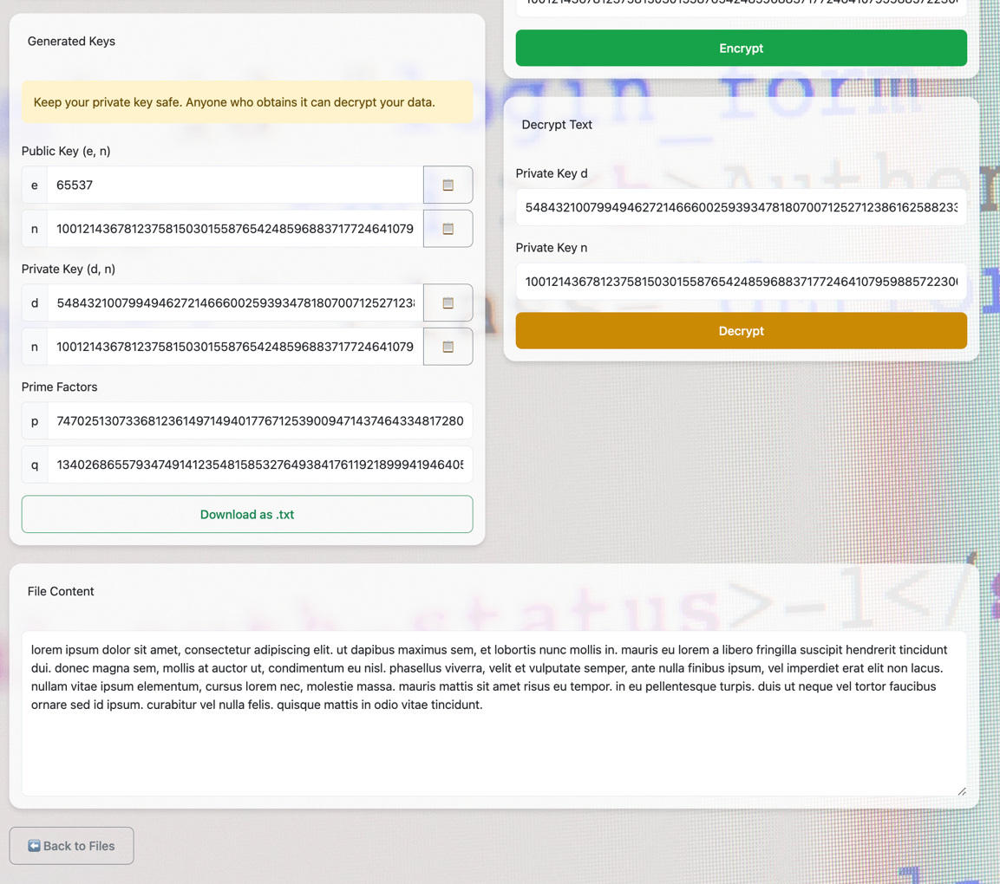 Generated Keys
Keep your private key safe. Anyone who obtains it can decrypt your data.
Public Key (e, n)
e 65537
n 100121436781237581503015587654248596883717724641079
Private Key (d, n)
d 548432100799494627214666002593934781807007125271238
n 100121436781237581503015587654248596883717724641079
Prime Factors
p 7470251307336812361497149401776712539009471437464334817280
q 1340268655793474914123548158532764938417611921899941946405
Download as .txt
Encrypt
Decrypt Text
Private Key d
5484321007994946272146660025939347818070071252712386162588233
Private Key n
1001214367812375815030155876542485968837177246410795988572230
Decrypt
File Content
lorem ipsum dolor sit amet, consectetur adipiscing elit. ut dapibus maximus sem, et lobortis nunc mollis in. mauris eu lorem a libero fringilla suscipit hendrerit tincidunt
dui. donec magna sem, mollis at auctor ut, condimentum eu nisl. phasellus viverra, velit et vulputate semper, ante nulla finibus ipsum, vel imperdiet erat elit non lacus.
nullam vitae ipsum elementum, cursus lorem nec, molestie massa. mauris mattis sit amet risus eu tempor. in eu pellentesque turpis. duis ut neque vel tortor faucibus
ornare sed id ipsum. curabitur vel nulla felis. quisque mattis in odio vitae tincidunt.
Back to Files